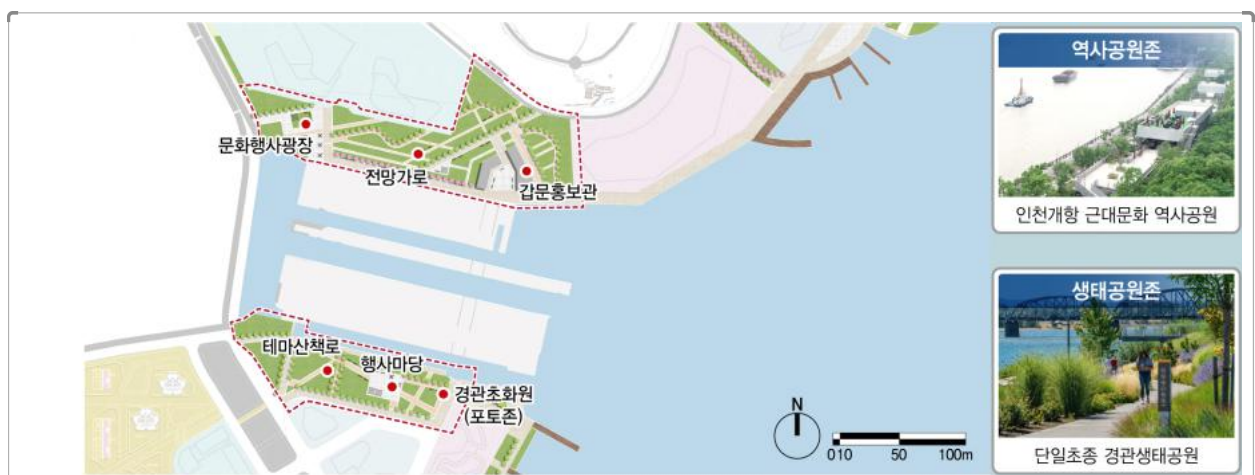 역사공원존
인천개항 근대문화 역사공원
문화행사광장
전망가로
갑문홍보관
생태공원존
단일초종 경관생태공원
테마산책로
행사마당
경관초화원
(포토존)
N
0 10 50 100m